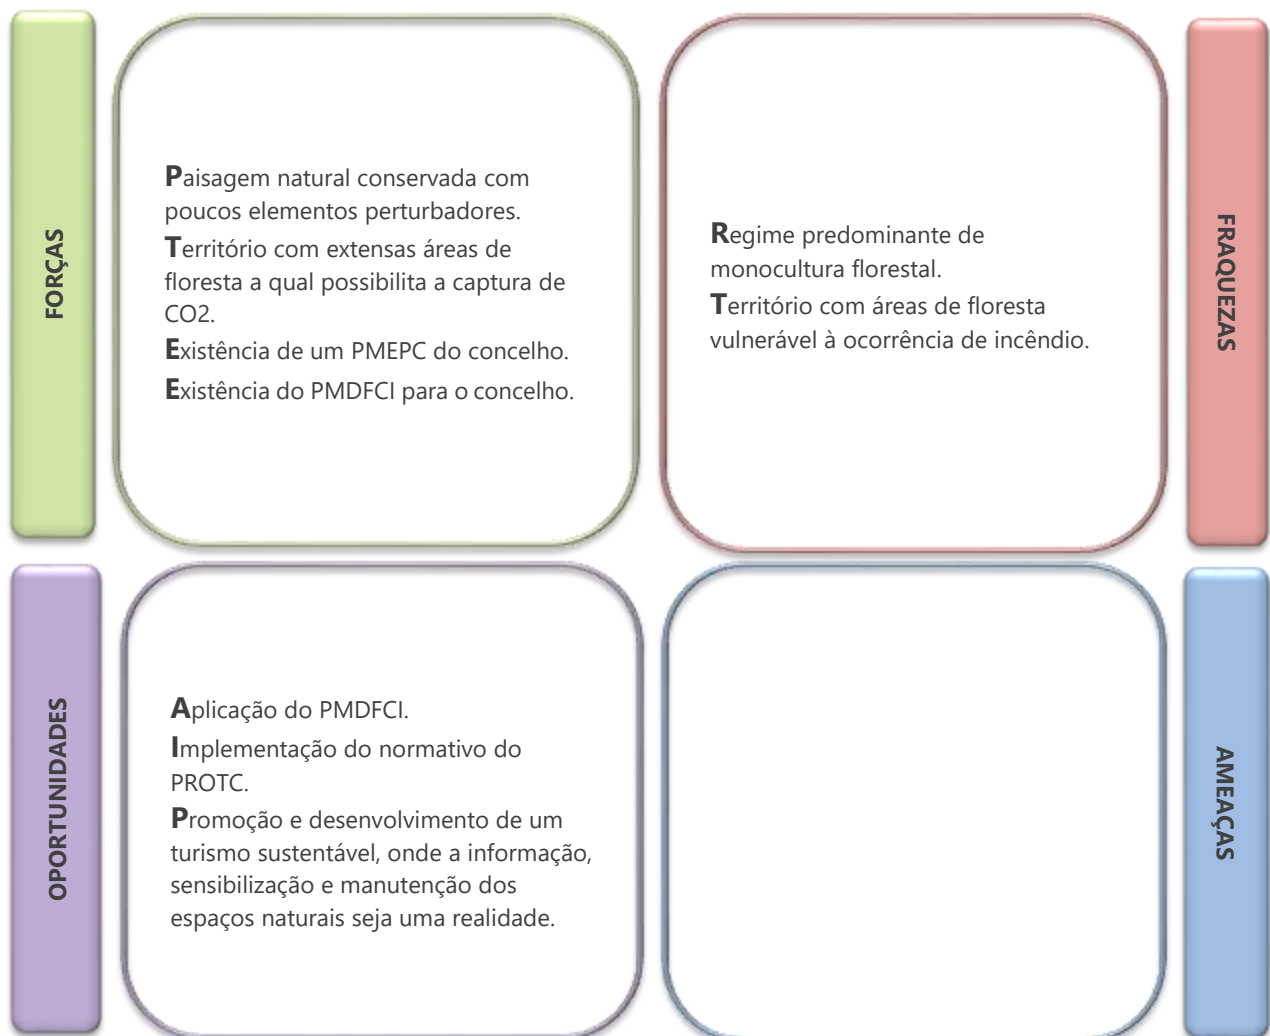 FORÇAS
Paisagem natural conservada com
poucos elementos perturbadores.
Território com extensas áreas de
floresta a qual possibilita a captura de
CO2.
Existência de um PMEPC do concelho.
Existência do PMDFCI para o concelho.
FRAQUEZAS
Regime predominante de
monocultura florestal.
Território com áreas de floresta
vulnerável à ocorrência de incêndio.
OPORTUNIDADES
Aplicação do PMDFCI.
Implementação do normativo do
PROTC.
Promoção e desenvolvimento de um
turismo sustentável, onde a informação,
sensibilização e manutenção dos
espaços naturais seja uma realidade.
AMEAÇAS